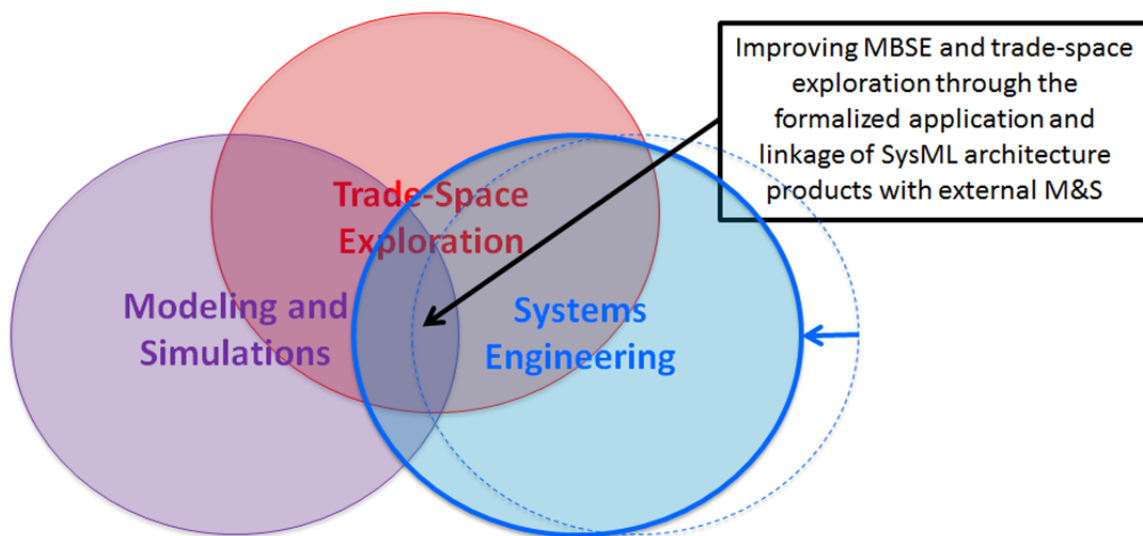 Improving MBSE and trade-space
exploration through the
formalized application and
linkage of SysML architecture
products with external M&S
Trade-Space
Exploration
Modeling and
Simulations
Systems
Engineering